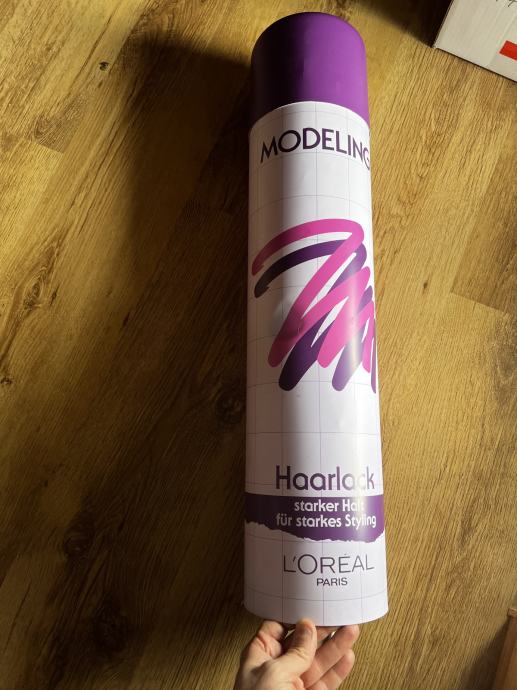 MODELING
Haarlack
starker Halt
für starkes Styling
L'ORÉAL
PARIS